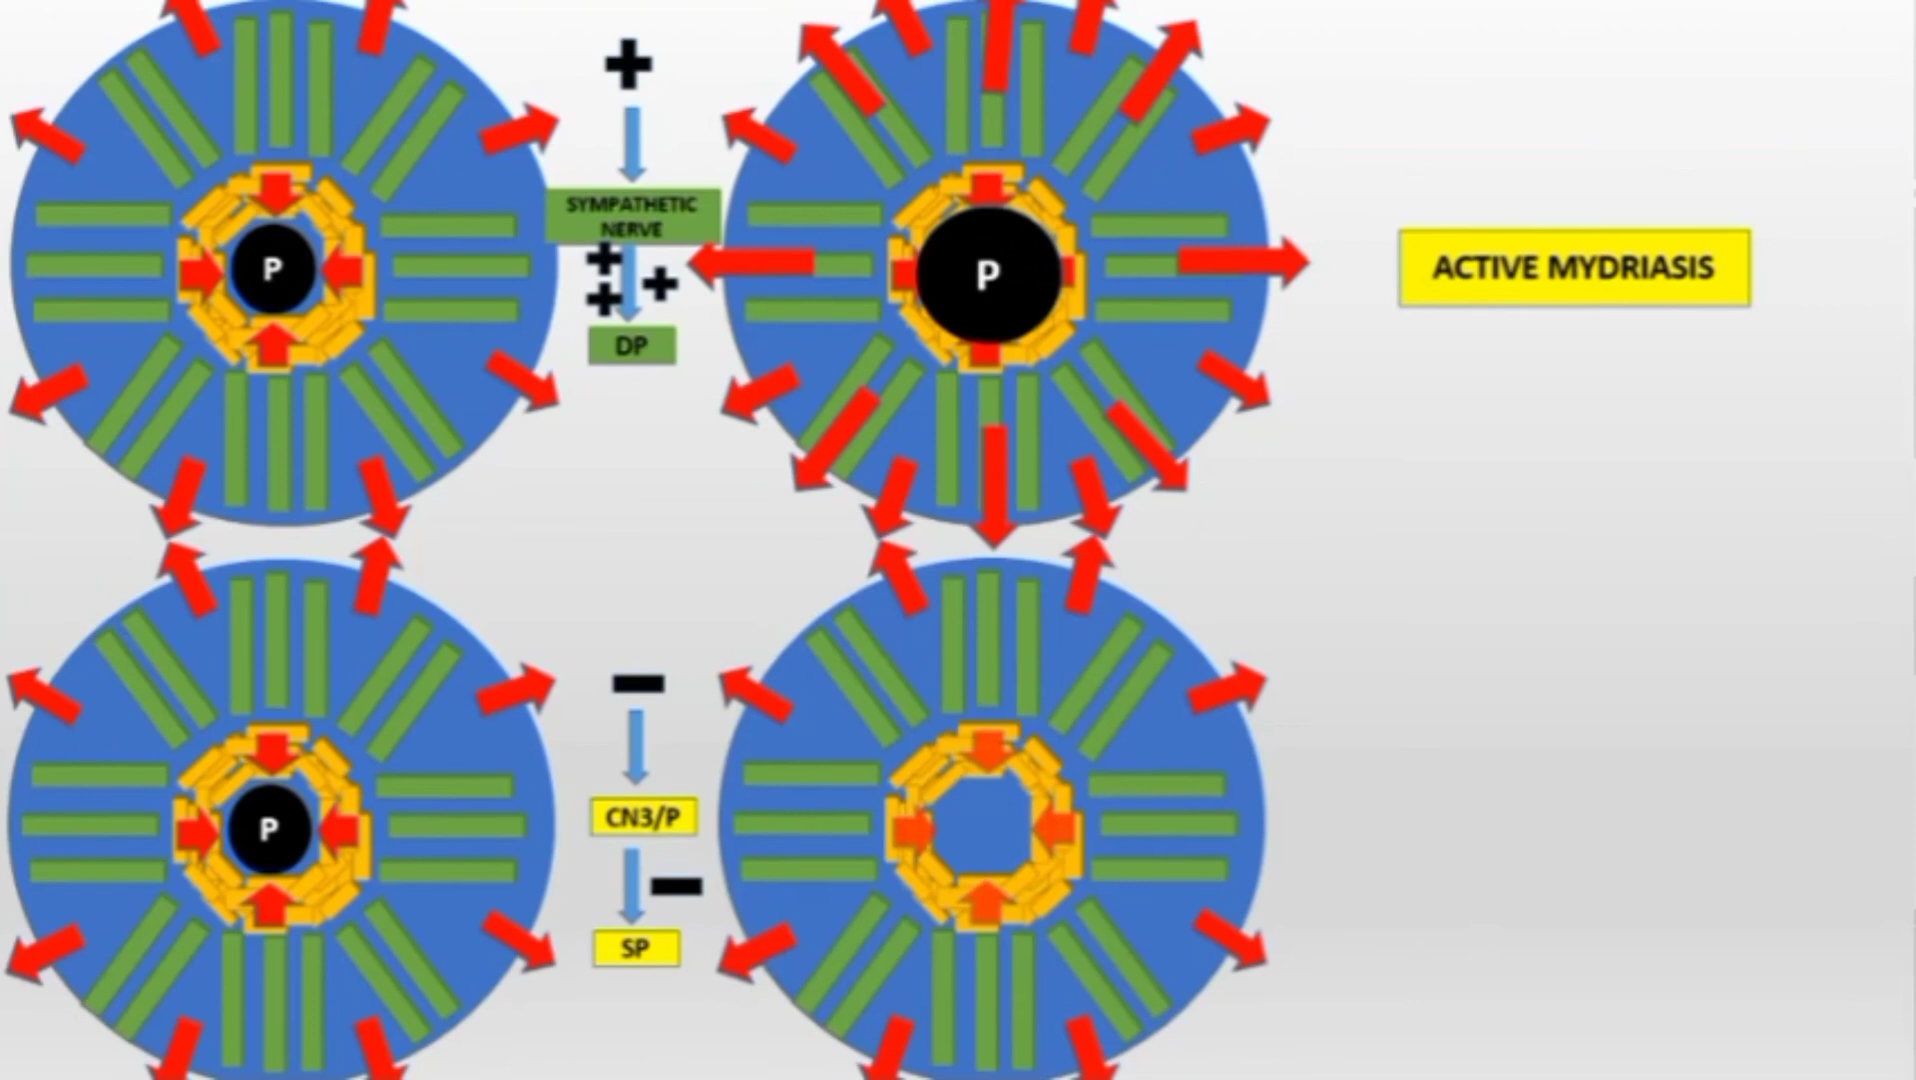 P
+
SYMPATHETIC
NERVE
+
+
+
DP
P
ACTIVE MYDRIASIS
P
−
CN3/P
−
SP